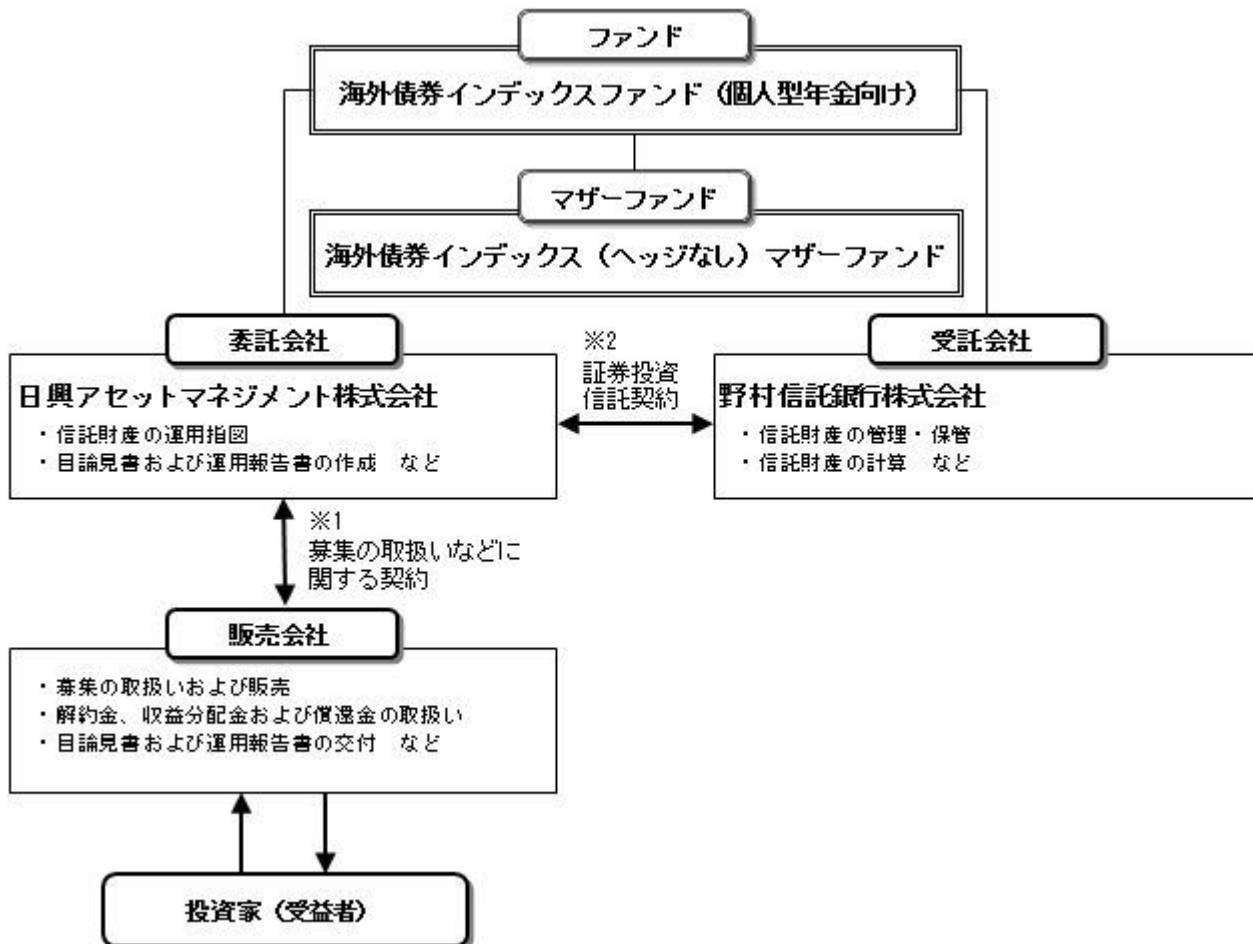 ファンド
海外債券インデックスファンド（個人型年金向け）
マザーファンド
海外債券インデックス（ヘッジなし）マザーファンド
委託会社
日興アセットマネジメント株式会社
・信託財産の運用指図
・目論見書および運用報告書の作成　など
※2
証券投資
信託契約
受託会社
野村信託銀行株式会社
・信託財産の管理・保管
・信託財産の計算　など
※1
募集の取扱いなどに
関する契約
販売会社
・募集の取扱いおよび販売
・解約金、収益分配金および償還金の取扱い
・目論見書および運用報告書の交付　など
投資家（受益者）